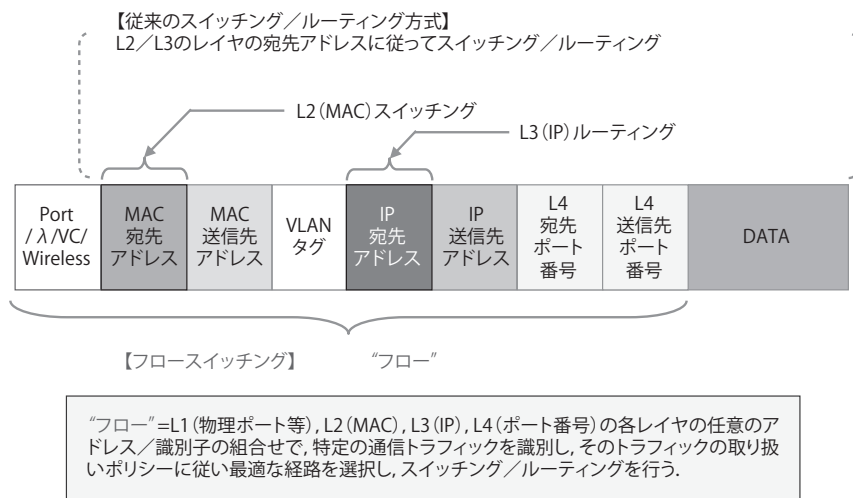 【従来のスイッチング／ルーティング方式】
L2／L3のレイヤの宛先アドレスに従ってスイッチング／ルーティング
L2（MAC）スイッチング
L3（IP）ルーティング
Port
/λ/VC/
Wireless
MAC
宛先
アドレス
MAC
送信先
アドレス
VLAN
タグ
IP
宛先
アドレス
IP
送信先
アドレス
L4
宛先
ポート
番号
L4
送信先
ポート
番号
DATA
【フロースイッチング】 “フロー”
“フロー”=L1（物理ポート等）, L2（MAC）, L3（IP）, L4（ポート番号）の各レイヤの任意のア
ドレス／識別子の組合せで, 特定の通信トラフィックを識別し, そのトラフィックの取り扱
いポリシーに従い最適な経路を選択し, スイッチング／ルーティングを行う.